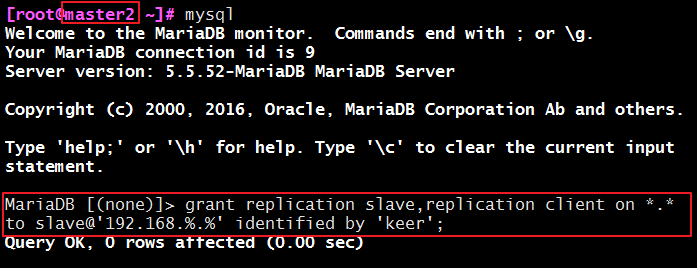 [root@master2 ~]# mysql
Welcome to the MariaDB monitor.  Commands end with ; or \g.
Your MariaDB connection id is 9
Server version: 5.5.52-MariaDB MariaDB Server
Copyright (c) 2000, 2016, Oracle, MariaDB Corporation Ab and others.
Type 'help;' or '\h' for help. Type '\c' to clear the current input
statement.
MariaDB [(none)]> grant replication slave,replication client on *.*
to slave@'192.168.%.%' identified by 'keer';
Query OK, 0 rows affected (0.00 sec)